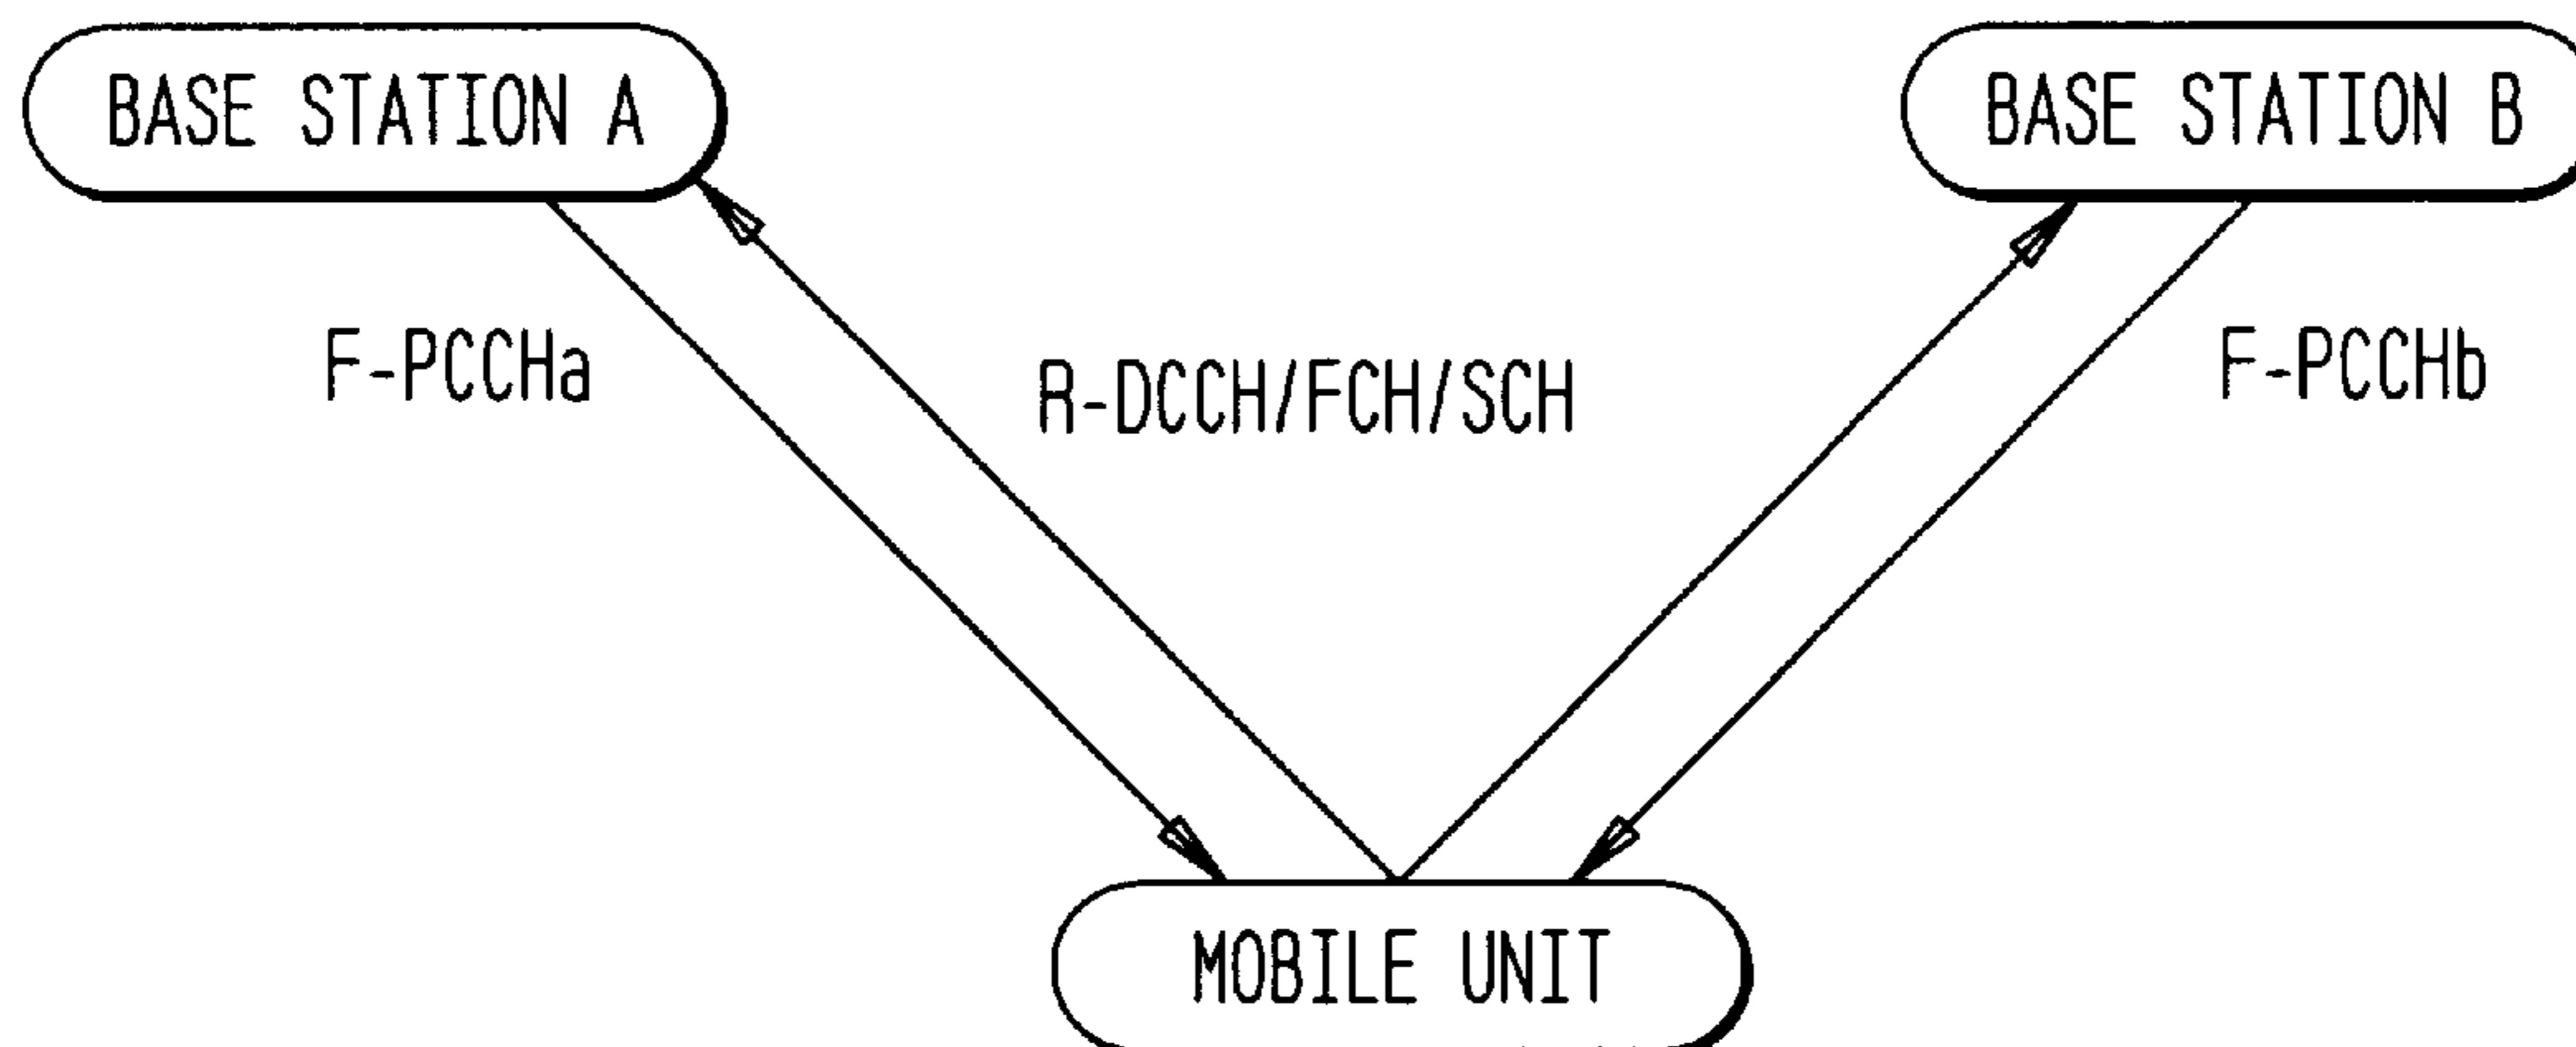 BASE STATION A
BASE STATION B
F-PCCHa
R-DCCH/FCH/SCH
F-PCCHb
MOBILE UNIT